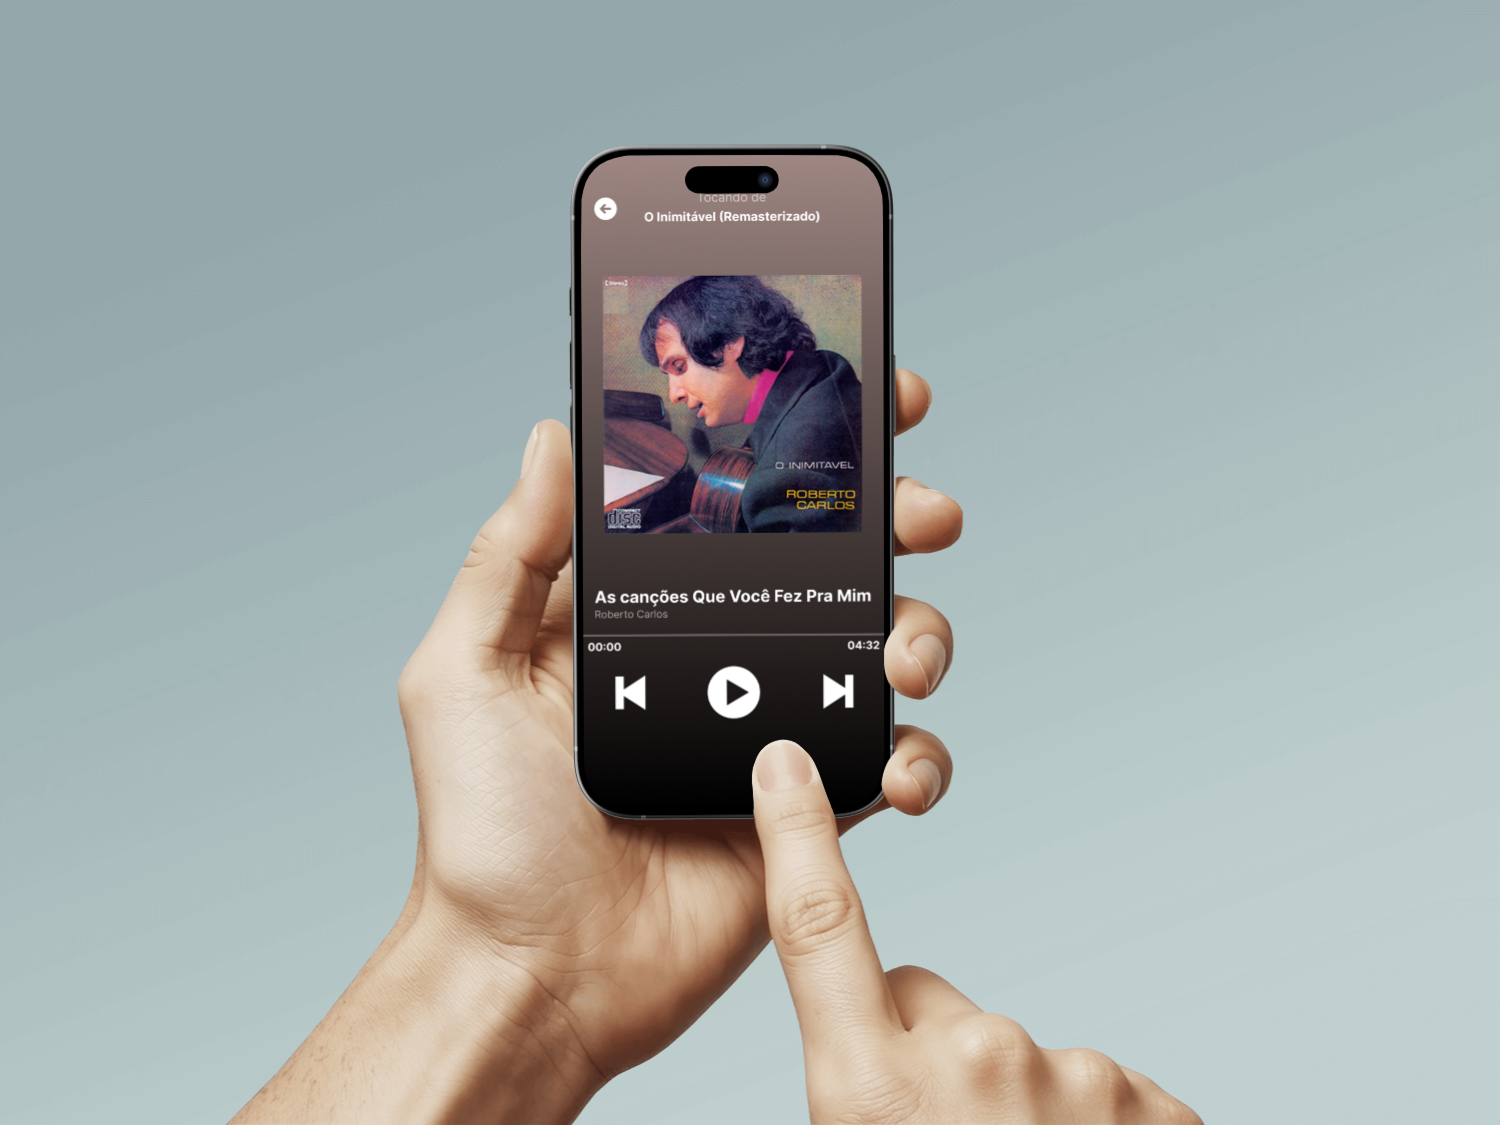 Tocando de
O Inimitável (Remasterizado)
[Stereo]
O INIMITAVEL
ROBERTO
CARLOS
COMPACT
disc
DIGITAL AUDIO
As canções Que Você Fez Pra Mim
Roberto Carlos
00:00
04:32